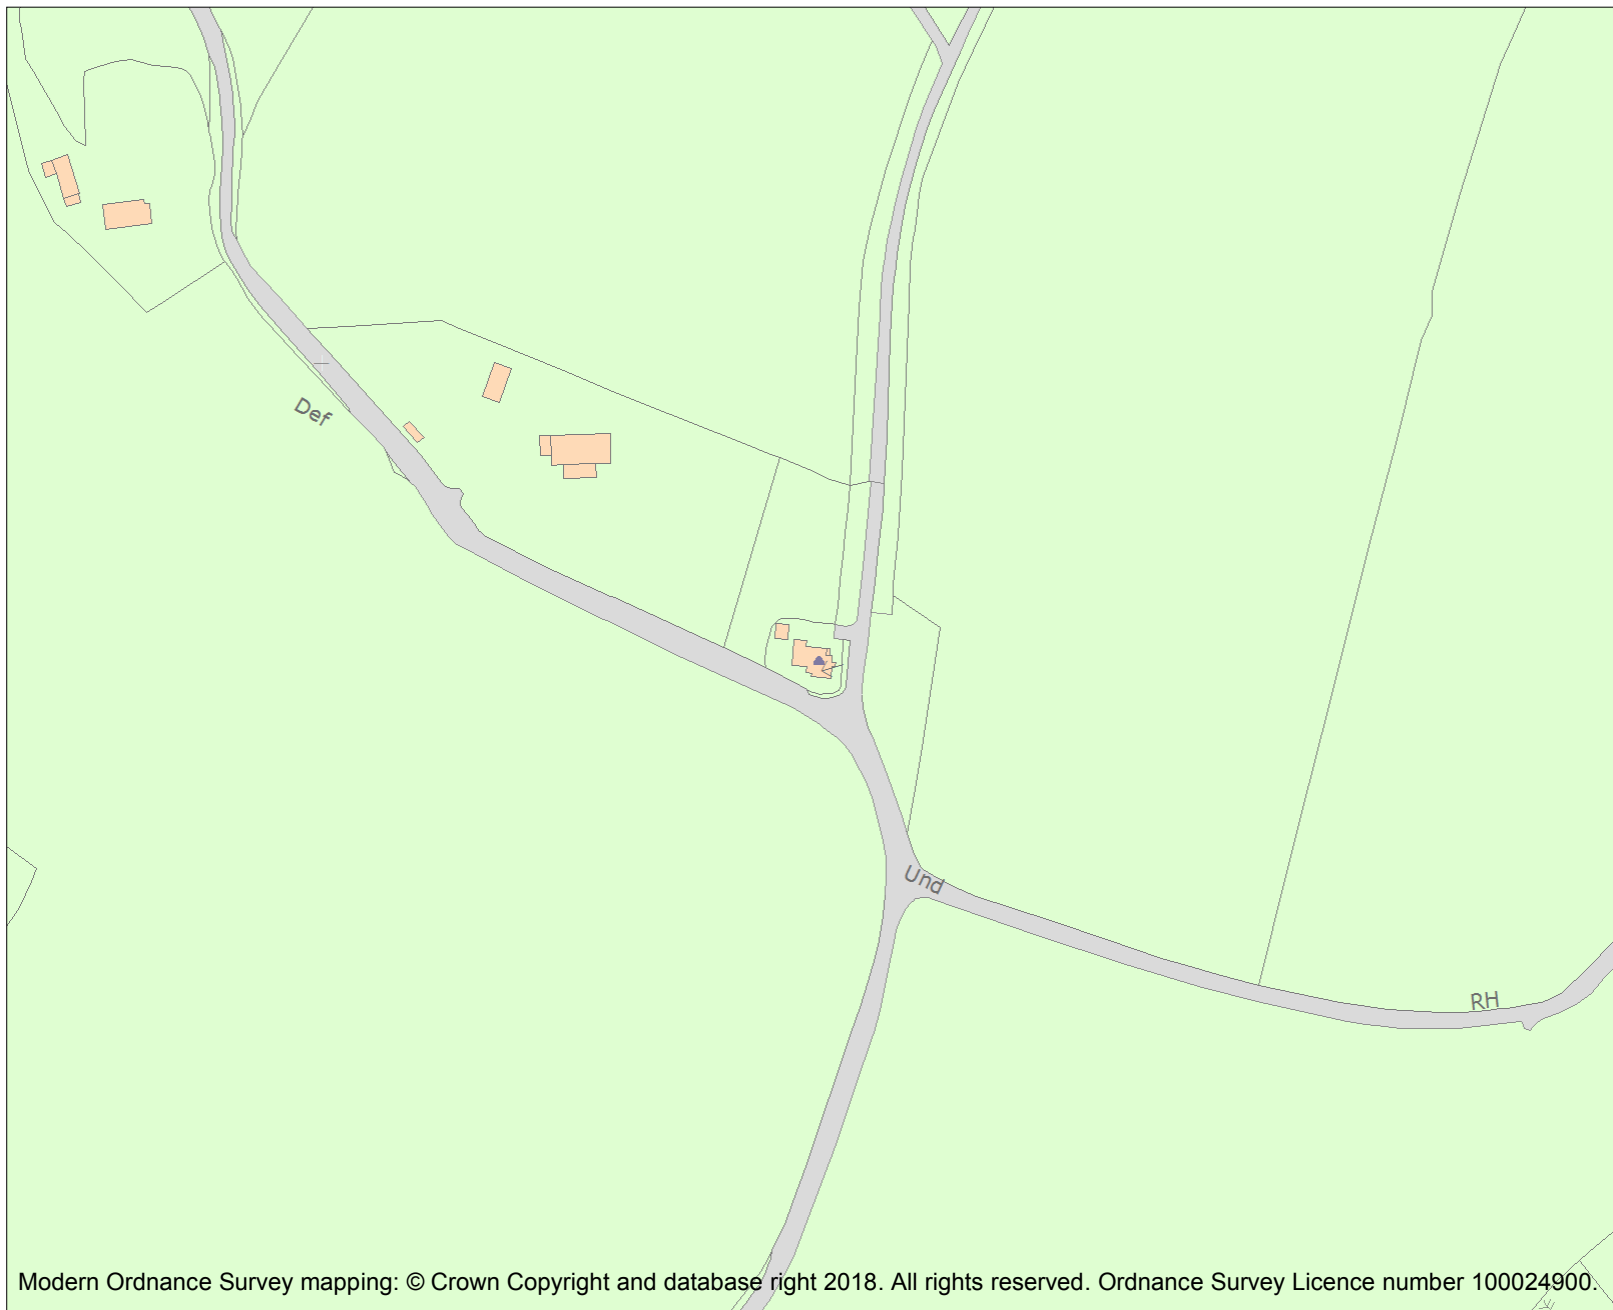 Def
Und
RH
Modern Ordnance Survey mapping: © Crown Copyright and database right 2018. All rights reserved. Ordnance Survey Licence number 100024900.